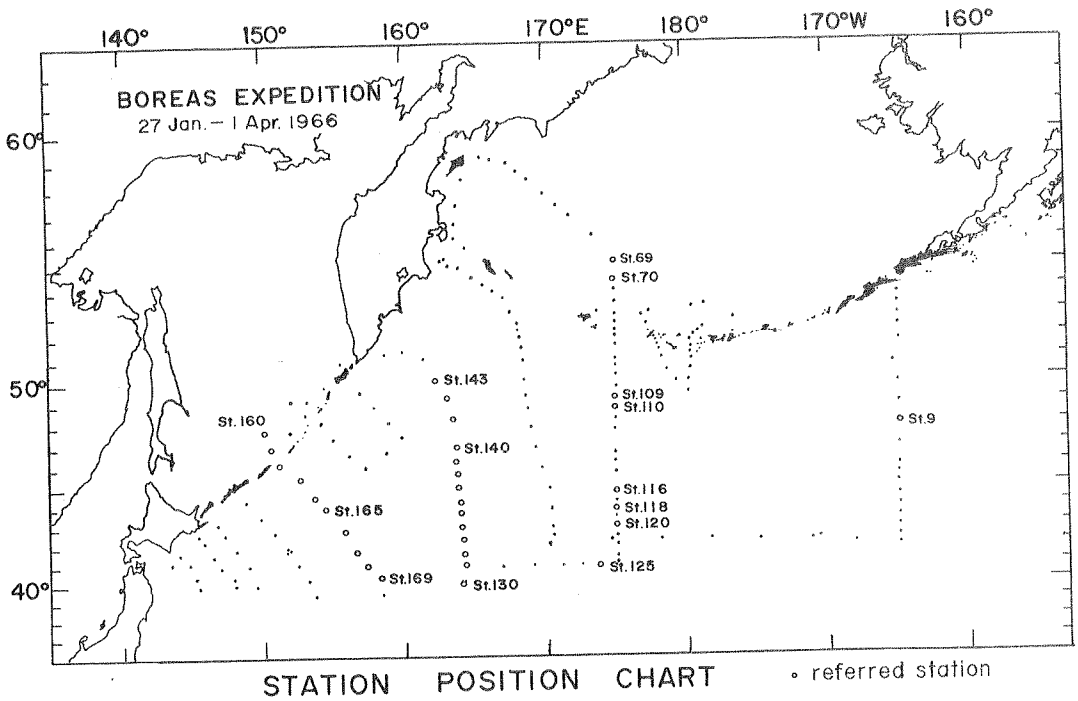 140° 150° 160° 170°E 180° 170°W 160°
BOREAS EXPEDITION
27 Jan. – 1 Apr. 1966
60°
St.69
St.70
50°
St.143
St.109
St.110
St.160
St.9
St.140
St.116
St.118
St.165
St.120
St.125
St.169
St.130
40°
STATION POSITION CHART
° referred station